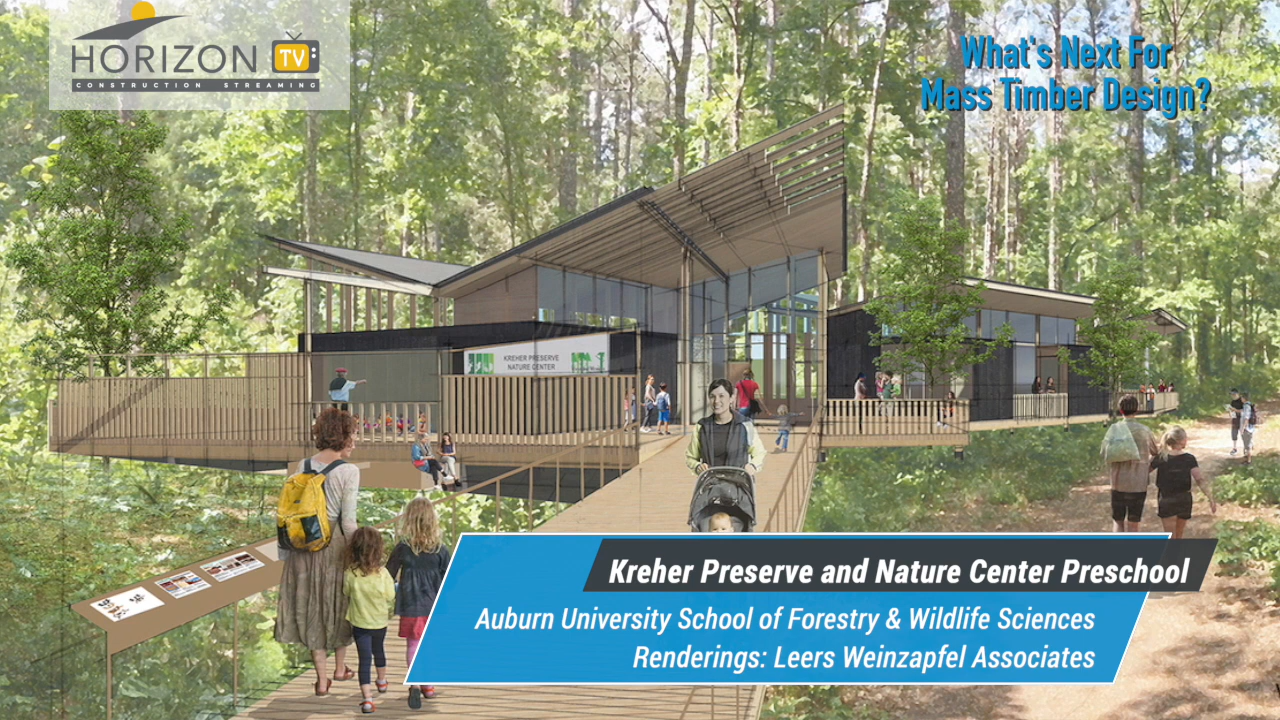 HORIZON TV
CONSTRUCTION STREAMING
What's Next For
Mass Timber Design?
KREHER PRESERVE
NATURE CENTER
Kreher Preserve and Nature Center Preschool
Auburn University School of Forestry & Wildlife Sciences
Renderings: Leers Weinzapfel Associates